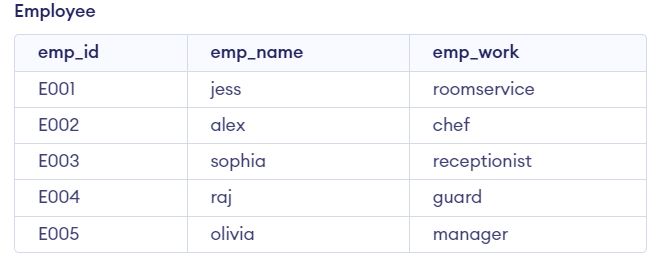 Employee
emp_id emp_name emp_work
E001 jess roomservice
E002 alex chef
E003 sophia receptionist
E004 raj guard
E005 olivia manager